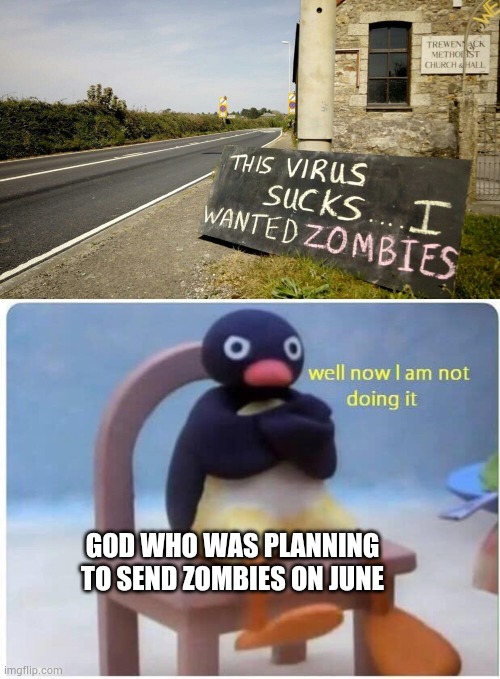 TREWENNACK
METHODIST
CHURCH & HALL
THIS VIRUS
SUCKS.... I
WANTED ZOMBIES
well now I am not
doing it
GOD WHO WAS PLANNING
TO SEND ZOMBIES ON JUNE
imgflip.com